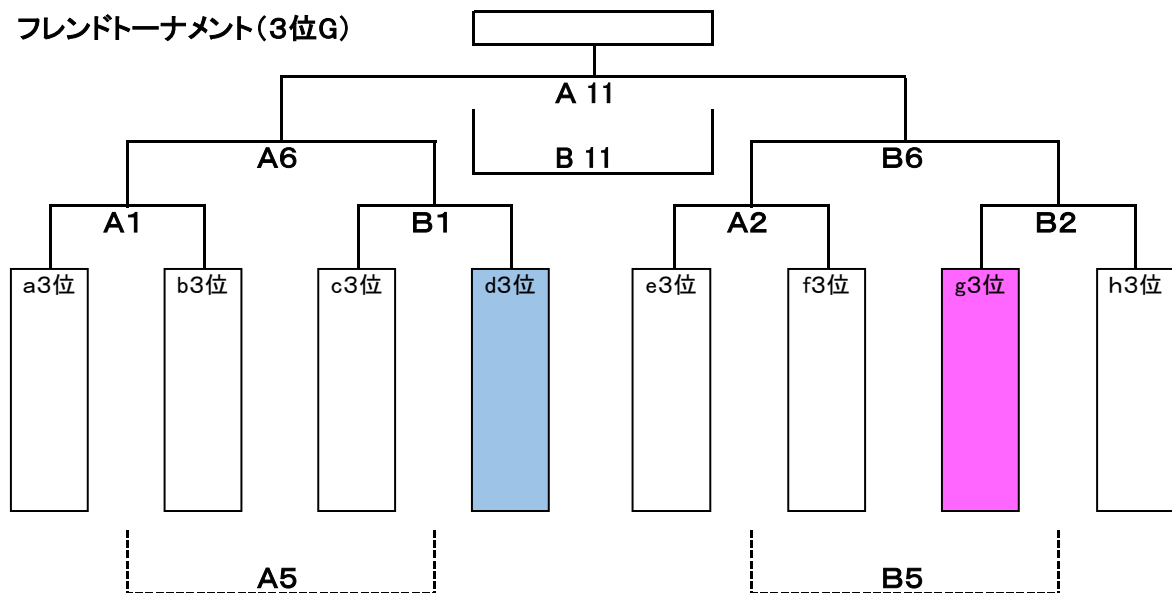 フレンドトーナメント(3位G)
A 11
B 11
A6
B6
A1
B1
A2
B2
a3位
b3位
c3位
d3位
e3位
f3位
g3位
h3位
A5
B5